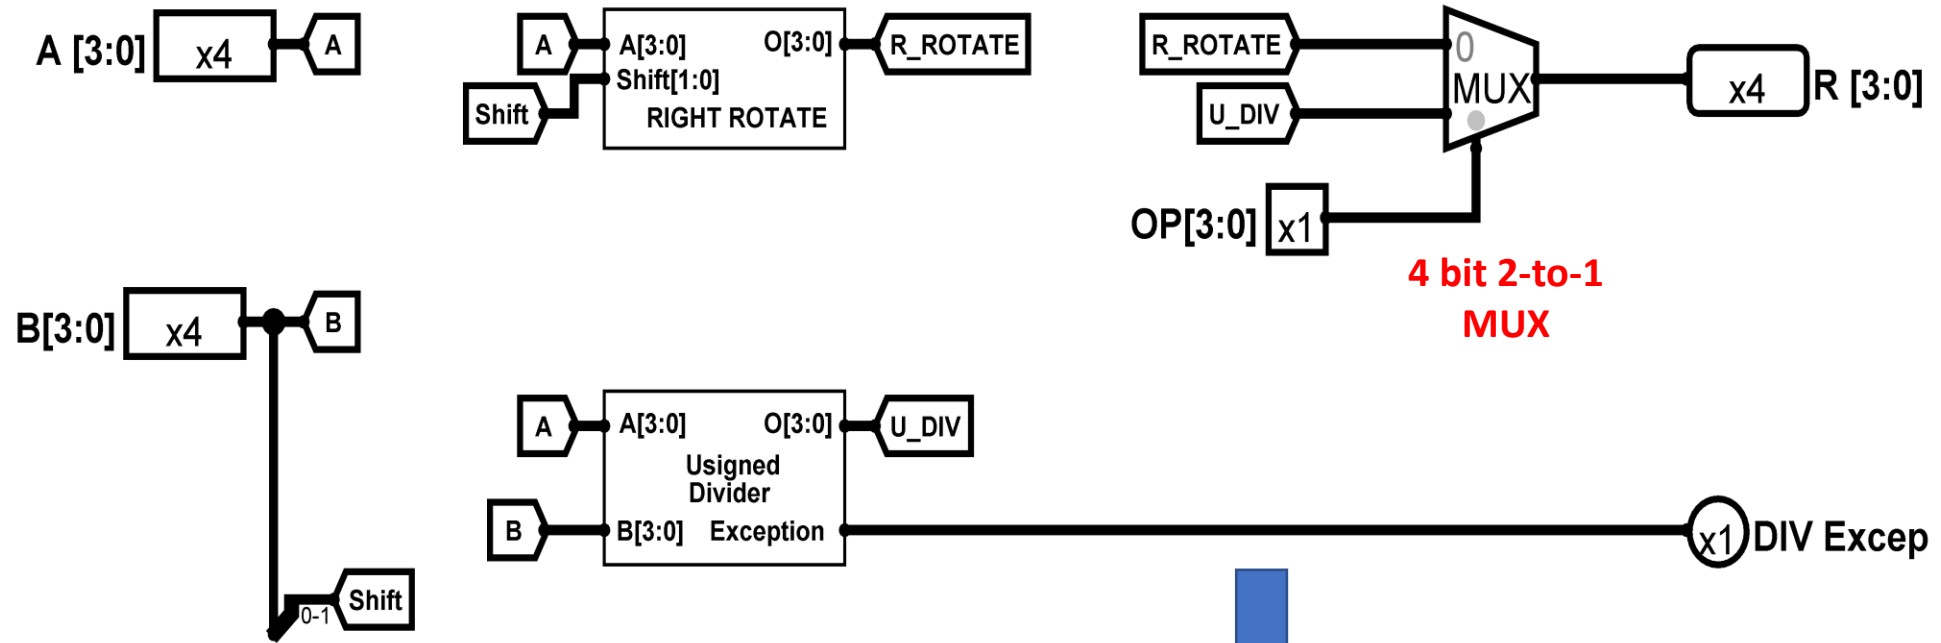 A [3:0] x4 A
A A[3:0] O[3:0] R_ROTATE
Shift Shift[1:0]
RIGHT ROTATE
R_ROTATE 0
MUX x4 R [3:0]
U_DIV
OP[3:0] x1
4 bit 2-to-1
MUX
B[3:0] x4 B
A A[3:0] O[3:0] U_DIV
Usigned
Divider
B B[3:0] Exception x1 DIV Excep
0-1 Shift